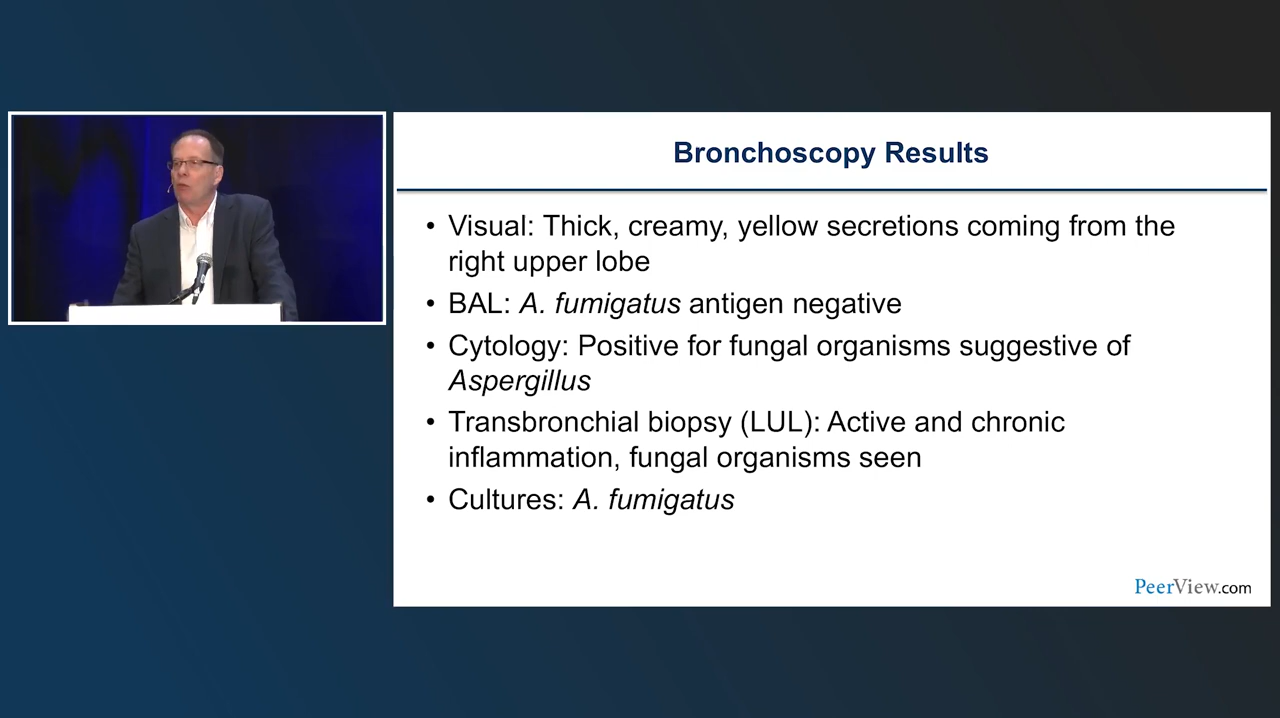 Bronchoscopy Results
• Visual: Thick, creamy, yellow secretions coming from the
right upper lobe
• BAL: A. fumigatus antigen negative
• Cytology: Positive for fungal organisms suggestive of
Aspergillus
• Transbronchial biopsy (LUL): Active and chronic
inflammation, fungal organisms seen
• Cultures: A. fumigatus
PeerView.com